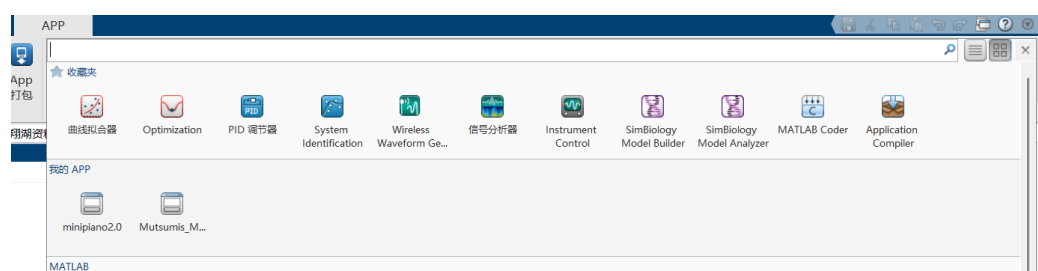 APP
App
打包
收藏夹
曲线拟合器
Optimization
PID
PID 调节器
System
Identification
Wireless
Waveform Ge...
信号分析器
Instrument
Control
SimBiology
Model Builder
SimBiology
Model Analyzer
C
MATLAB Coder
Application
Compiler
我的 APP
minipiano2.0
Mutsumis_M...
MATLAB